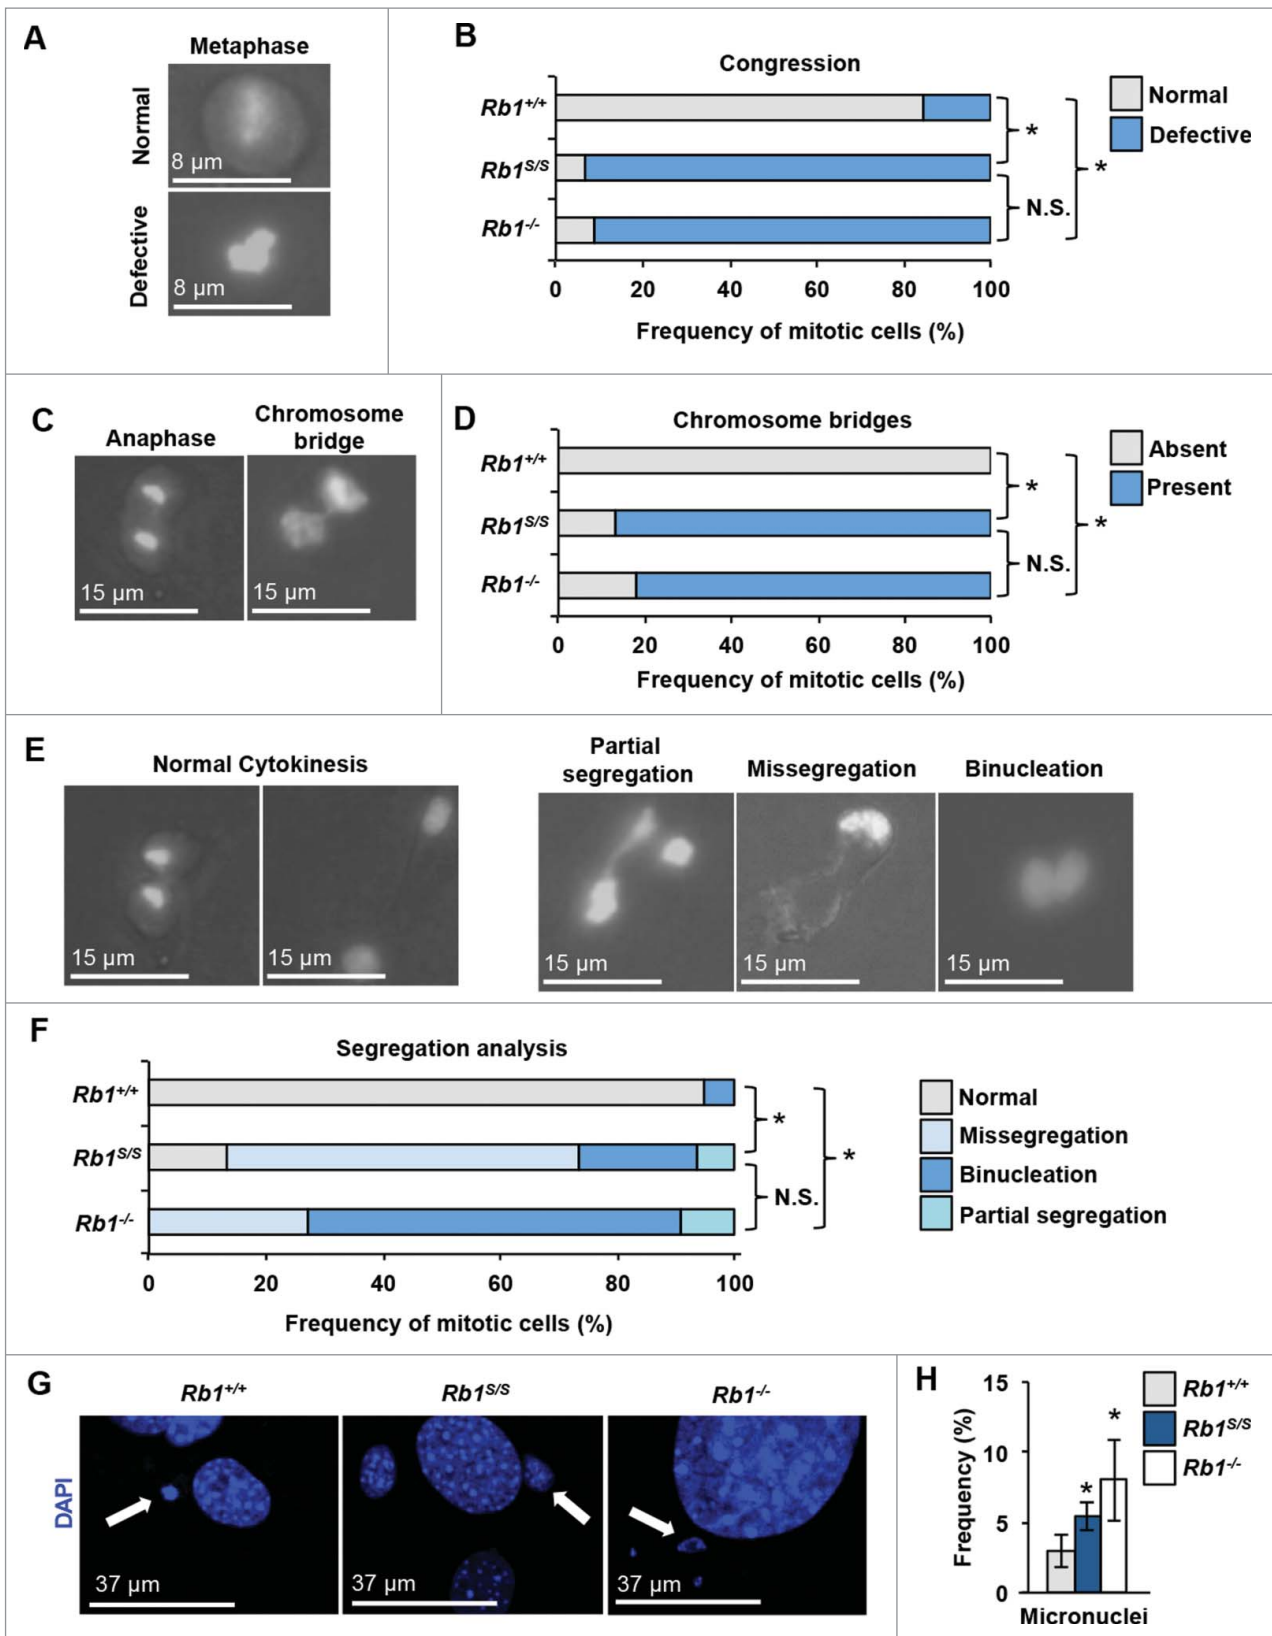 A
Metaphase
Normal
8 µm
Defective
8 µm
B
Congression
Rb1+/+
Rb1S/S
Rb1-/-
*
N.S.
*
0 20 40 60 80 100
Frequency of mitotic cells (%)
Normal
Defective
C
Anaphase
Chromosome
bridge
15 µm
15 µm
D
Chromosome bridges
Rb1+/+
Rb1S/S
Rb1-/-
*
N.S.
*
0 20 40 60 80 100
Frequency of mitotic cells (%)
Absent
Present
E
Normal Cytokinesis
15 µm
15 µm
Partial
segregation
Missegregation
Binucleation
15 µm
15 µm
15 µm
F
Segregation analysis
Rb1+/+
Rb1S/S
Rb1-/-
*
N.S.
*
0 20 40 60 80 100
Frequency of mitotic cells (%)
Normal
Missegregation
Binucleation
Partial segregation
G
Rb1+/+
Rb1S/S
Rb1-/-
DAPI
37 µm
37 µm
37 µm
H
Frequency (%)
15
10
5
0
*
*
Micronuclei
Rb1+/+
Rb1S/S
Rb1-/-